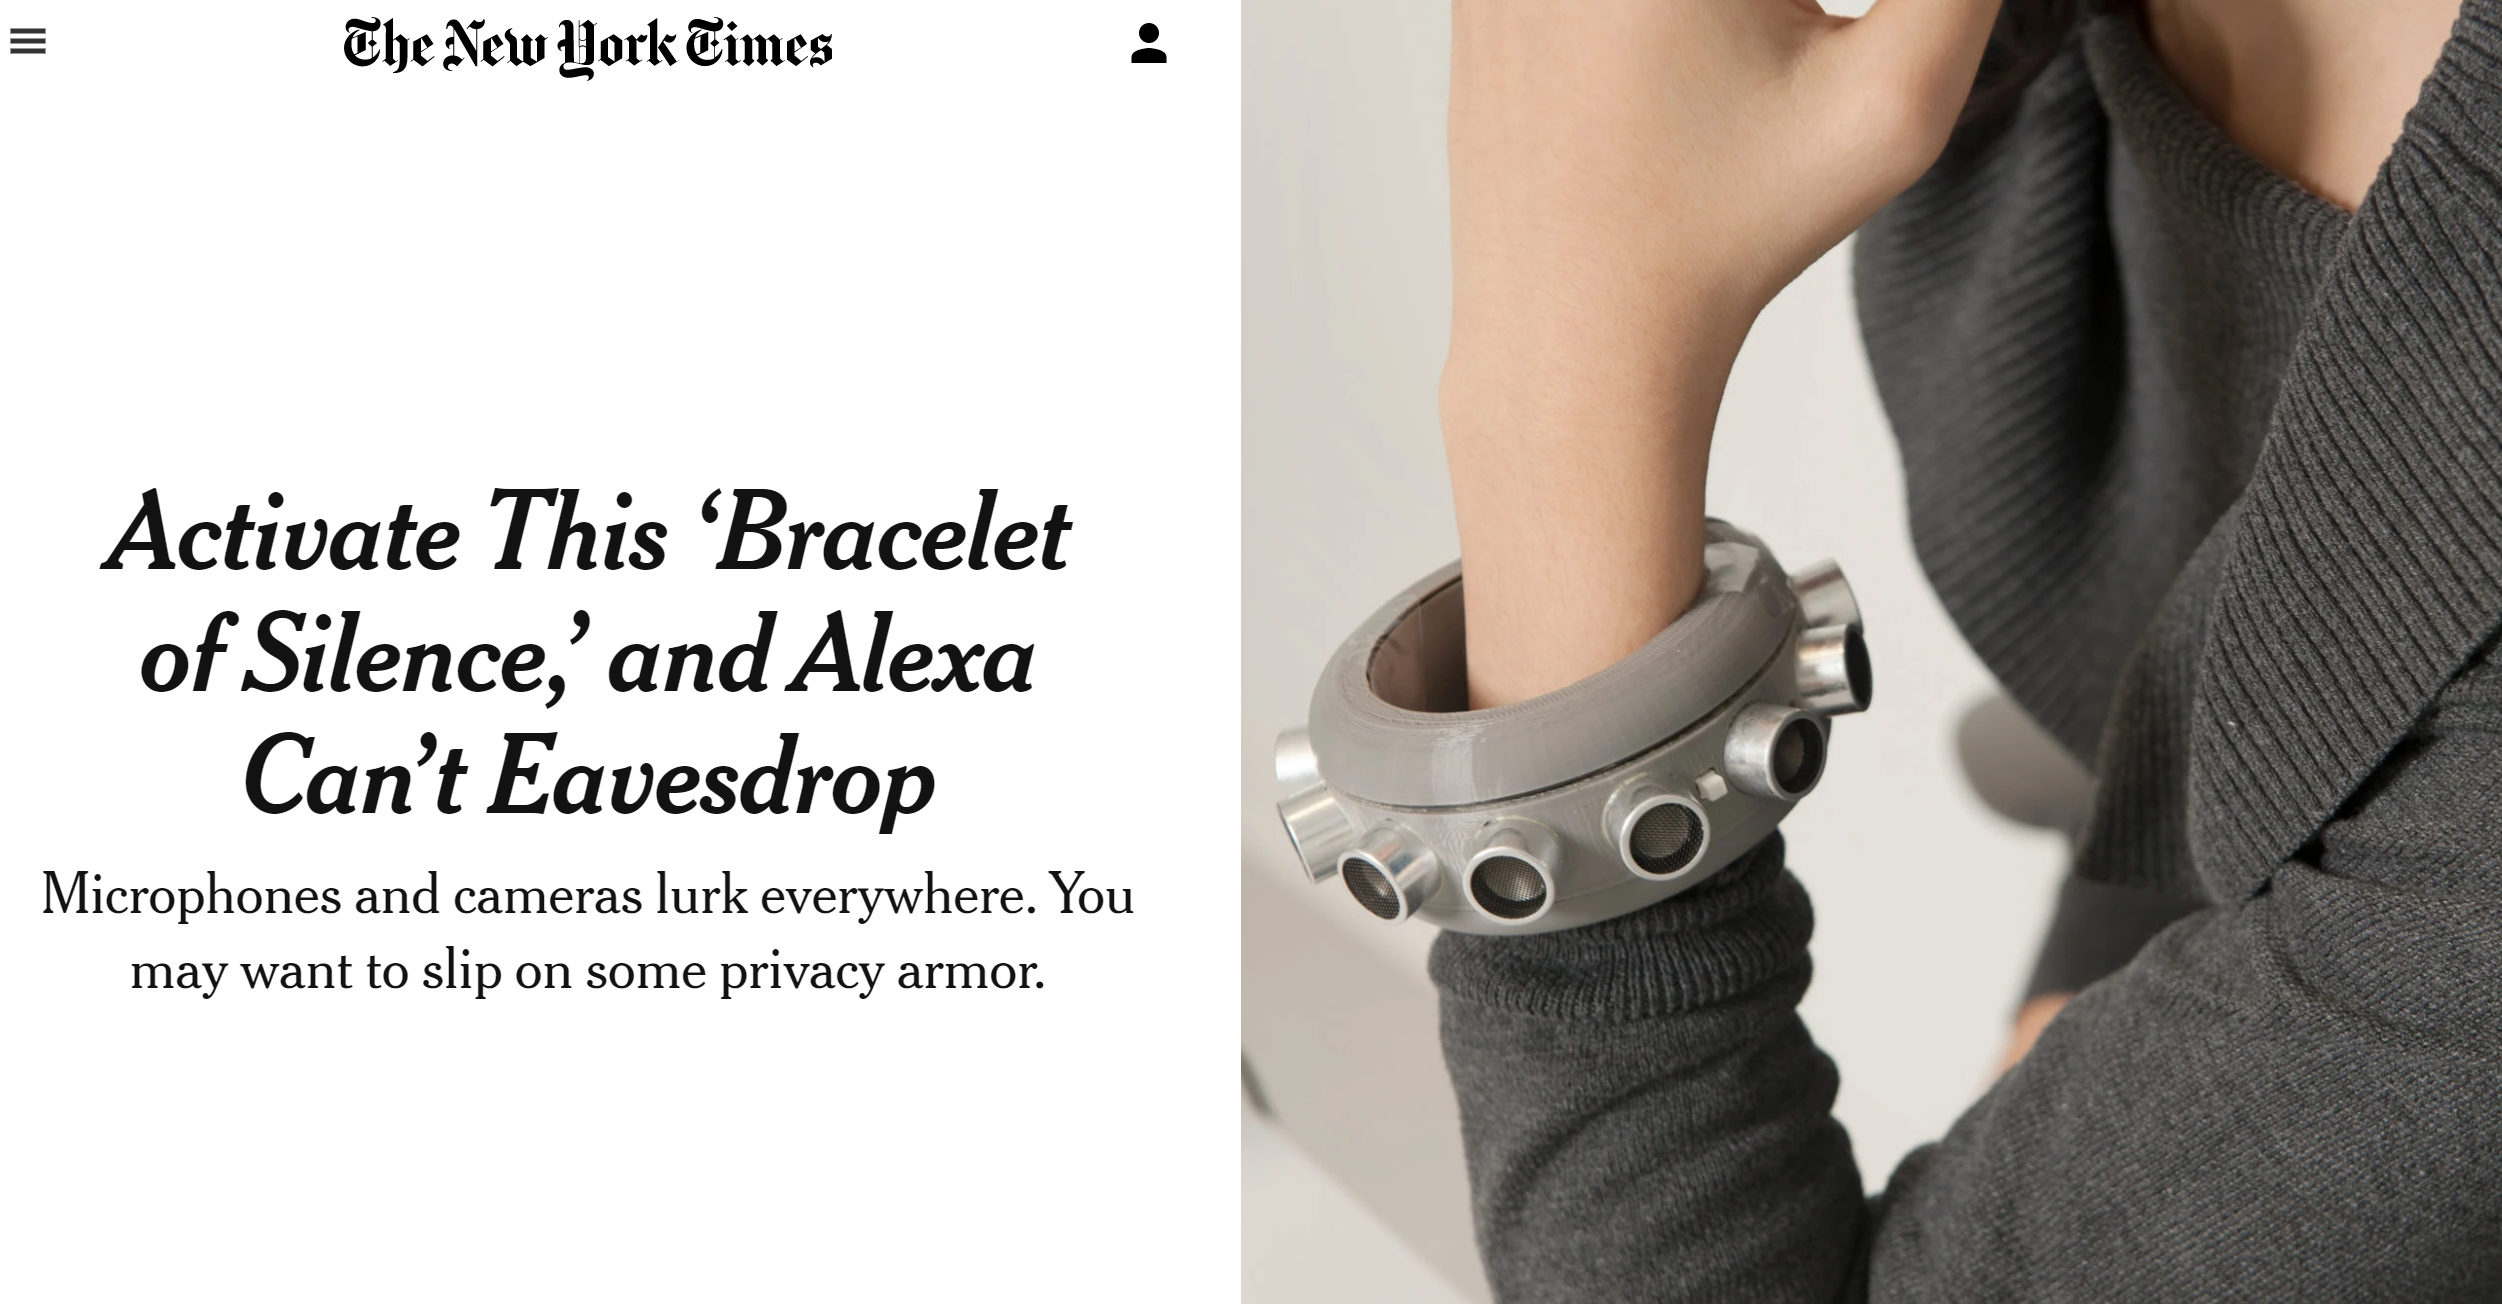 The New York Times
Activate This ‘Bracelet
of Silence,’ and Alexa
Can’t Eavesdrop
Microphones and cameras lurk everywhere. You
may want to slip on some privacy armor.